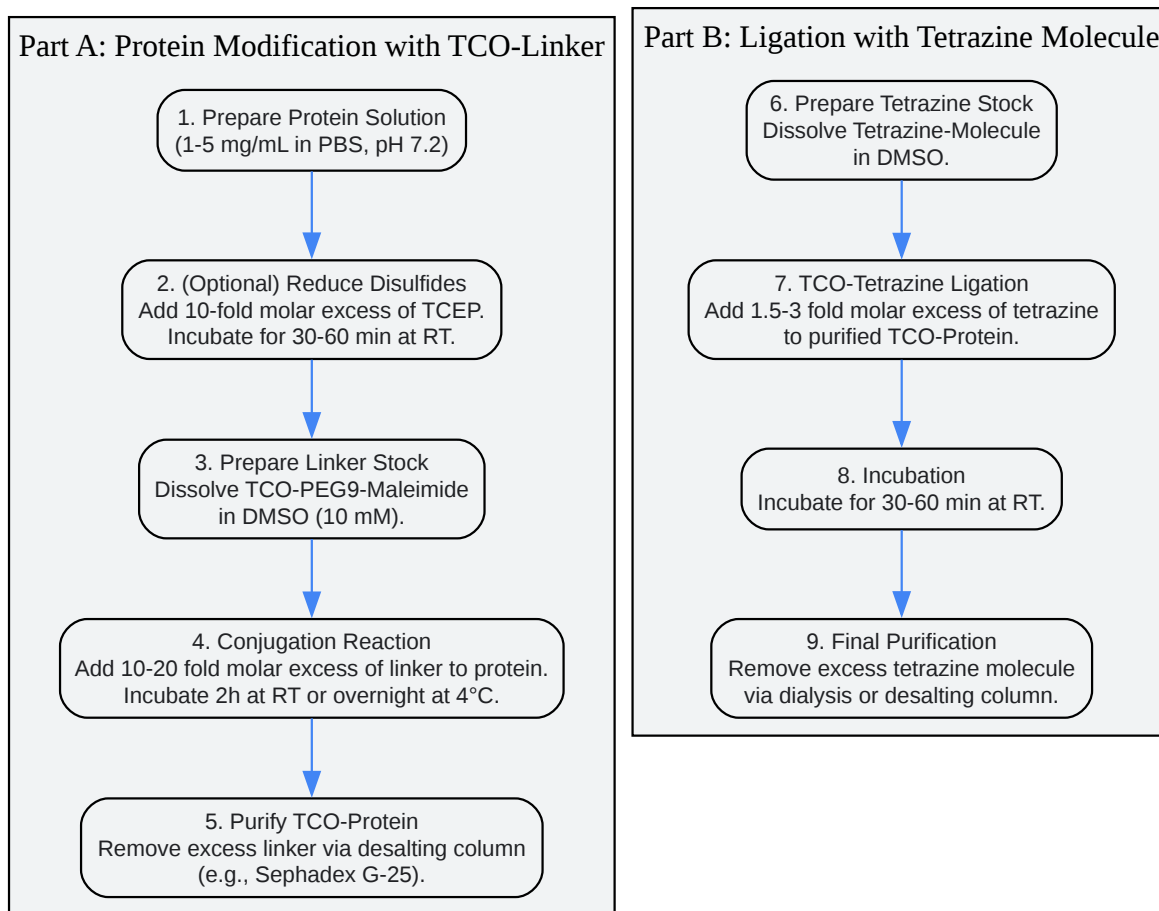 Part A: Protein Modification with TCO-Linker
1. Prepare Protein Solution
(1-5 mg/mL in PBS, pH 7.2)
2. (Optional) Reduce Disulfides
Add 10-fold molar excess of TCEP.
Incubate for 30-60 min at RT.
3. Prepare Linker Stock
Dissolve TCO-PEG9-Maleimide
in DMSO (10 mM).
4. Conjugation Reaction
Add 10-20 fold molar excess of linker to protein.
Incubate 2h at RT or overnight at 4°C.
5. Purify TCO-Protein
Remove excess linker via desalting column
(e.g., Sephadex G-25).
Part B: Ligation with Tetrazine Molecule
6. Prepare Tetrazine Stock
Dissolve Tetrazine-Molecule
in DMSO.
7. TCO-Tetrazine Ligation
Add 1.5-3 fold molar excess of tetrazine
to purified TCO-Protein.
8. Incubation
Incubate for 30-60 min at RT.
9. Final Purification
Remove excess tetrazine molecule
via dialysis or desalting column.